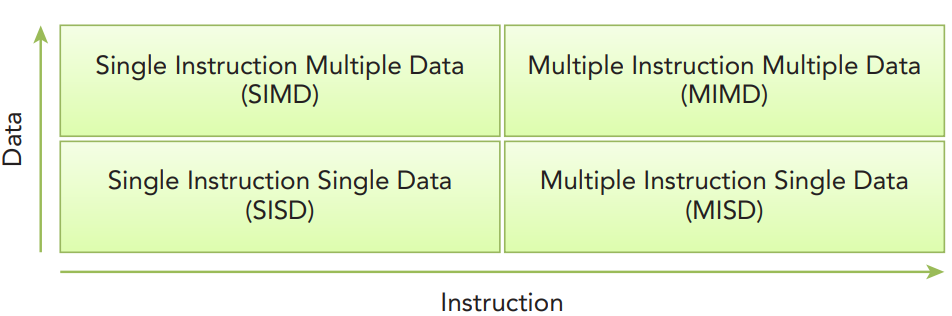 Single Instruction Multiple Data
(SIMD)
Multiple Instruction Multiple Data
(MIMD)
Data
Single Instruction Single Data
(SISD)
Multiple Instruction Single Data
(MISD)
Instruction